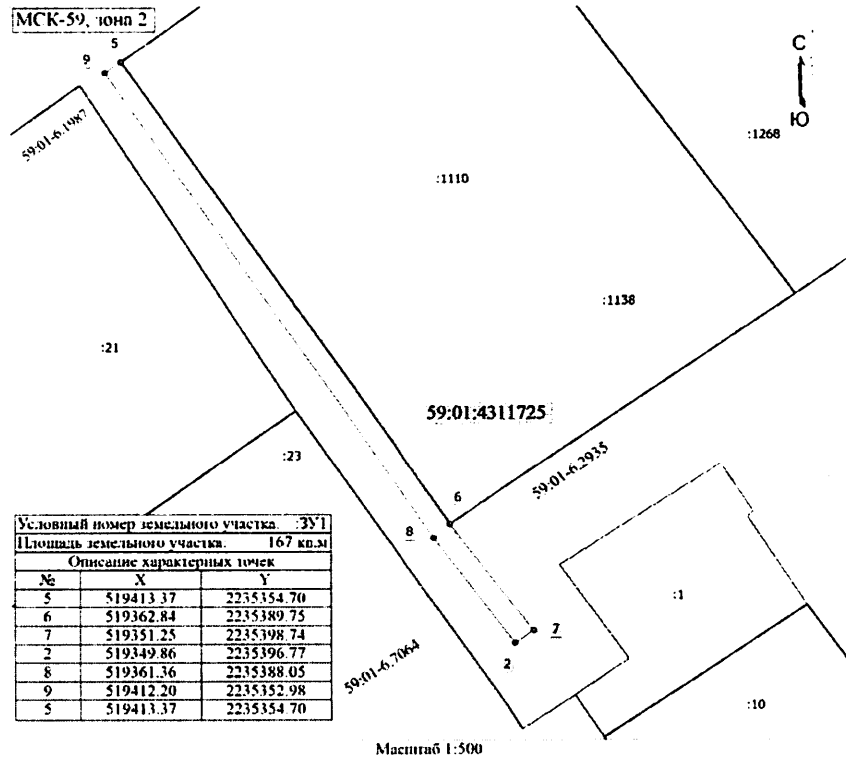 МСК-59, зона 2
5
9
С
Ю
59:01-6.1987
:1268
:1110
:1138
:21
59:01:4311725
:23
59:01-6.2935
6
8
Условный номер земельного участка: :ЗУ1
Площадь земельного участка: 167 кв.м
Описание характерных точек
№ X Y
5 519413.37 2235354.70
6 519362.84 2235389.75
7 519351.25 2235398.74
2 519349.86 2235396.77
8 519361.36 2235388.05
9 519412.20 2235352.98
5 519413.37 2235354.70
:1
7
2
59:01-6.7064
:10
Масштаб 1:500